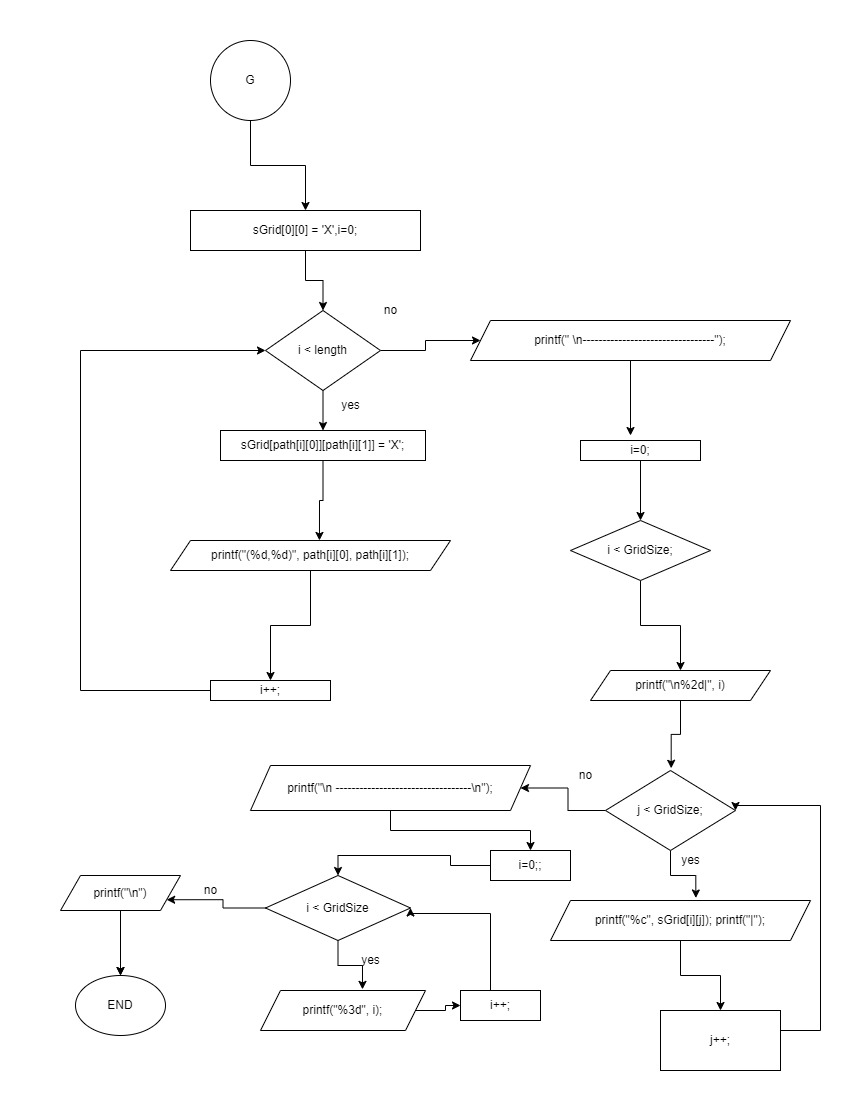 G
sGrid[0][0] = 'X',i=0;
no
i < length
printf(" \n---------------------------------");
yes
sGrid[path[i][0]][path[i][1]] = 'X';
i=0;
printf("(%d,%d)", path[i][0], path[i][1]);
i < GridSize;
i++;
printf("\n%2d|", i)
no
printf("\n ----------------------------------\n");
j < GridSize;
yes
i=0;;
printf("\n")
no
i < GridSize
printf("%c", sGrid[i][j]); printf("|");
yes
END
printf("%3d", i);
i++;
j++;